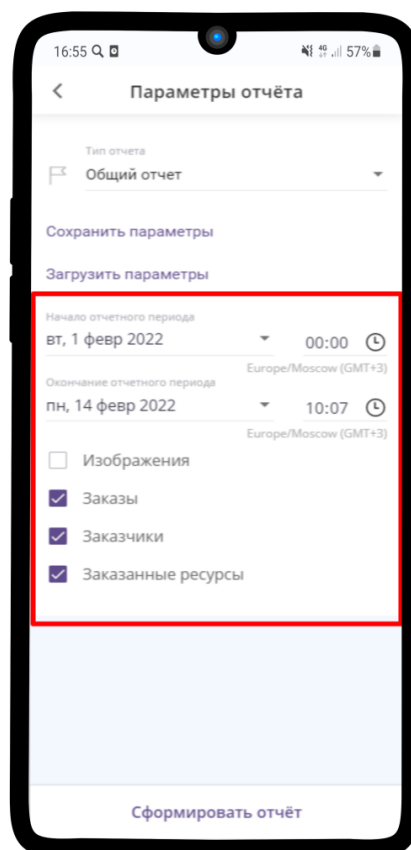 16:55
4G 57%
Параметры отчёта
Тип отчета
Общий отчет
Сохранить параметры
Загрузить параметры
Начало отчетного периода
вт, 1 февр 2022 00:00
Europe/Moscow (GMT+3)
Окончание отчетного периода
пн, 14 февр 2022 10:07
Europe/Moscow (GMT+3)
Изображения
Заказы
Заказчики
Заказанные ресурсы
Сформировать отчёт